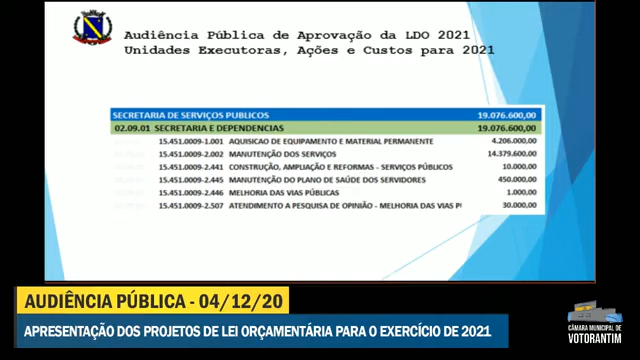 Audiência Pública de Aprovação da LDO 2021
Unidades Executoras, Ações e Custos para 2021
SECRETARIA DE SERVIÇOS PUBLICOS 19.076.600,00
02.09.01 SECRETARIA E DEPENDENCIAS 19.076.600,00
15.451.0009-1.001 AQUISICAO DE EQUIPAMENTO E MATERIAL PERMANENTE 4.206.000,00
15.451.0009-2.002 MANUTENÇÃO DOS SERVIÇOS 14.379.600,00
15.451.0009-2.441 CONSTRUÇÃO, AMPLIAÇÃO E REFORMAS - SERVIÇOS PÚBLICOS 10.000,00
15.451.0009-2.445 MANUTENÇÃO DO PLANO DE SAÚDE DOS SERVIDORES 450.000,00
15.451.0009-2.446 MELHORIA DAS VIAS PÚBLICAS 1.000,00
15.451.0009-2.507 ATENDIMENTO A PESQUISA DE OPINIÃO - MELHORIA DAS VIAS PÚ 30.000,00
AUDIÊNCIA PÚBLICA - 04/12/20
APRESENTAÇÃO DOS PROJETOS DE LEI ORÇAMENTÁRIA PARA O EXERCÍCIO DE 2021
CÂMARA MUNICIPAL DE
VOTORANTIM